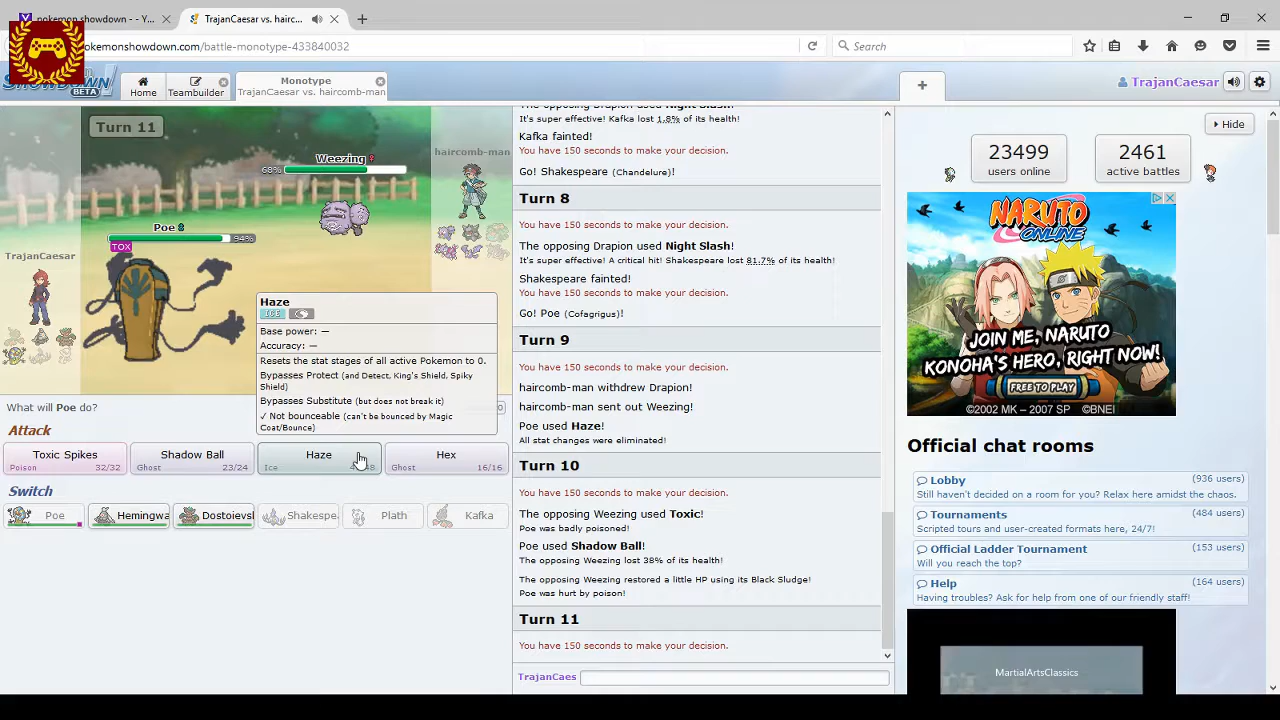 pokemon showdown - - Y...
TrajanCaesar vs. hairc...
okemonshowdown.com/battle-monotype-433840032
Search
SHOWDOWN
BETA
Home
Teambuilder
Monotype
TrajanCaesar vs. haircomb-man
TrajanCaesar
Turn 11
haircomb-man
Weezing
68%
Poe
94%
TOX
TrajanCaesar
Haze
ICE
Base power: —
Accuracy: —
Resets the stat stages of all active Pokemon to 0.
Bypasses Protect (and Detect, King's Shield, Spiky
Shield)
Bypasses Substitute (but does not break it)
✓ Not bounceable (can't be bounced by Magic
Coat/Bounce)
What will Poe do?
Attack
Toxic Spikes
Poison 32/32
Shadow Ball
Ghost 23/24
Haze
Ice
Hex
Ghost 16/16
Switch
Poe
Hemingwa
Dostoievsl
Shakespe
Plath
Kafka
The opposing Drapion used Night Slash!
It's super effective! Kafka lost 1.8% of its health!
Kafka fainted!
You have 150 seconds to make your decision.
Go! Shakespeare (Chandelure)!
Turn 8
You have 150 seconds to make your decision.
The opposing Drapion used Night Slash!
It's super effective! A critical hit! Shakespeare lost 81.7% of its health!
Shakespeare fainted!
You have 150 seconds to make your decision.
Go! Poe (Cofagrigus)!
Turn 9
You have 150 seconds to make your decision.
haircomb-man withdrew Drapion!
haircomb-man sent out Weezing!
Poe used Haze!
All stat changes were eliminated!
Turn 10
You have 150 seconds to make your decision.
The opposing Weezing used Toxic!
Poe was badly poisoned!
Poe used Shadow Ball!
The opposing Weezing lost 38% of its health!
The opposing Weezing restored a little HP using its Black Sludge!
Poe was hurt by poison!
Turn 11
You have 150 seconds to make your decision.
TrajanCaes
Hide
23499
users online
2461
active battles
NARUTO
ONLINE
JOIN ME, NARUTO
KONOHA'S HERO, RIGHT NOW!
FREE TO PLAY
©2002 MK – 2007 SP ©BNEI
Official chat rooms
Lobby (936 users)
Still haven't decided on a room for you? Relax here amidst the chaos.
Tournaments (484 users)
Scripted tours and user-created formats here, 24/7!
Official Ladder Tournament (153 users)
Will you reach the top?
Help (164 users)
Having troubles? Ask for help from one of our friendly staff!
MartialArtsClassics